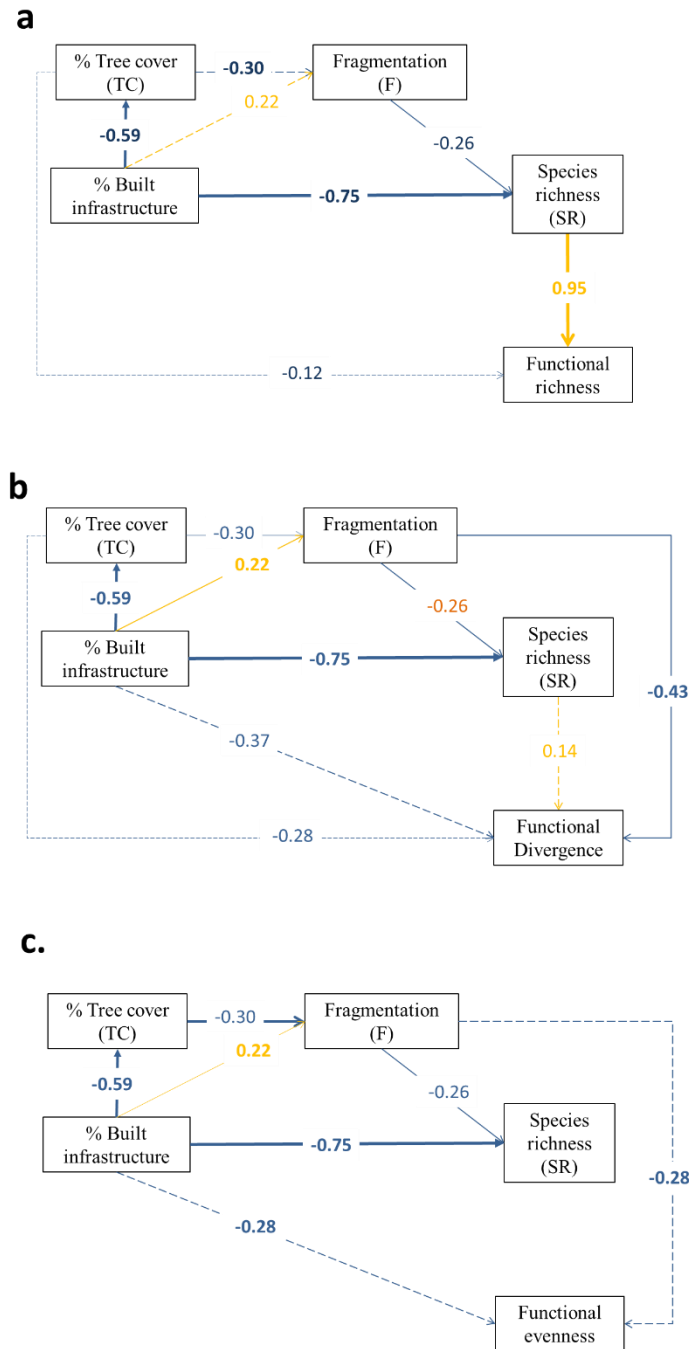 a
% Tree cover
(TC)
-0.30
Fragmentation
(F)
0.22
-0.59
-0.26
% Built
infrastructure
-0.75
Species
richness
(SR)
0.95
-0.12
Functional
richness
b
% Tree cover
(TC)
-0.30
Fragmentation
(F)
0.22
-0.59
-0.26
% Built
infrastructure
-0.75
Species
richness
(SR)
-0.43
-0.37
0.14
-0.28
Functional
Divergence
c.
% Tree cover
(TC)
-0.30
Fragmentation
(F)
0.22
-0.59
-0.26
% Built
infrastructure
-0.75
Species
richness
(SR)
-0.28
-0.28
Functional
evenness